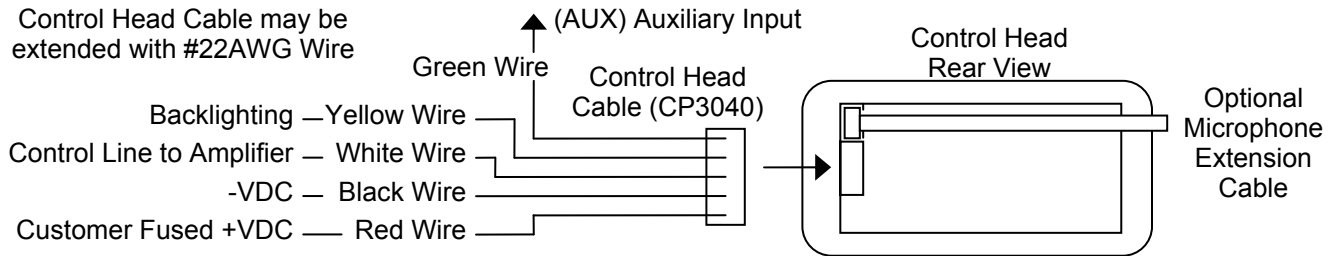 Control Head Cable may be
extended with #22AWG Wire
(AUX) Auxiliary Input
Green Wire
Control Head
Cable (CP3040)
Control Head
Rear View
Optional
Microphone
Extension
Cable
Backlighting — Yellow Wire
Control Line to Amplifier — White Wire
-VDC — Black Wire
Customer Fused +VDC — Red Wire